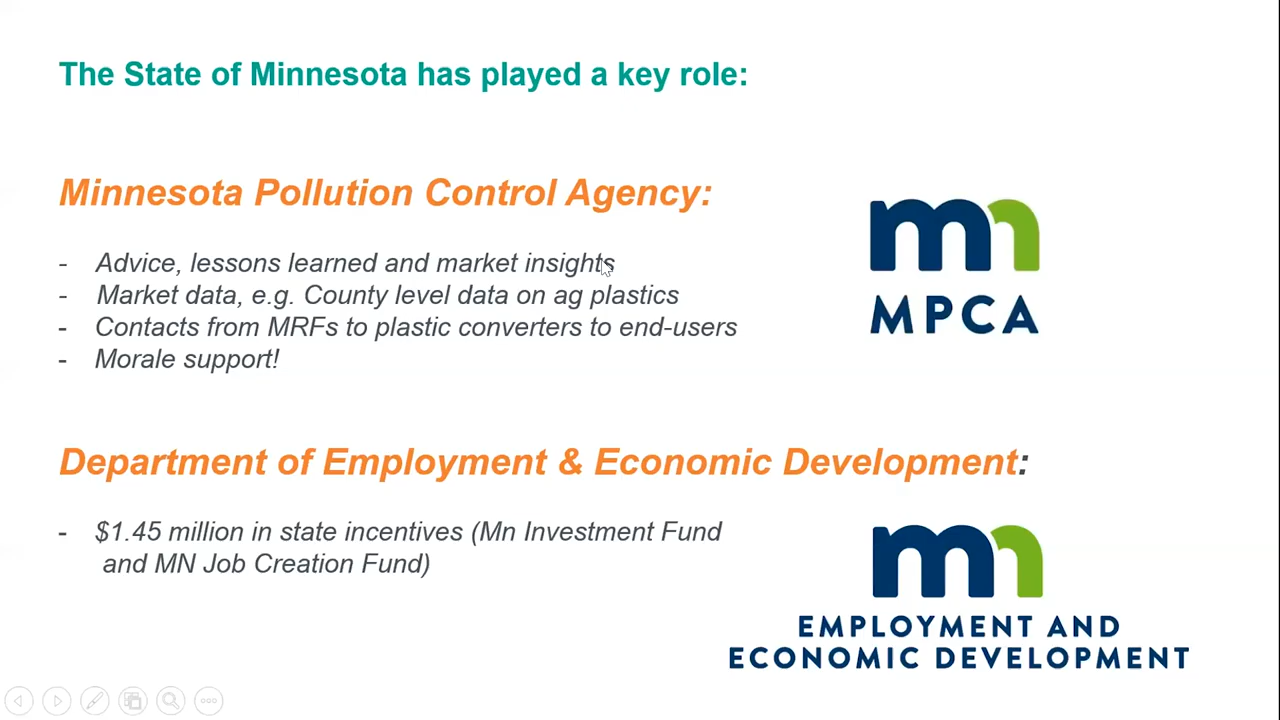 The State of Minnesota has played a key role:
Minnesota Pollution Control Agency:
- Advice, lessons learned and market insights
- Market data, e.g. County level data on ag plastics
- Contacts from MRFs to plastic converters to end-users
- Morale support!
mn
MPCA
Department of Employment & Economic Development:
- $1.45 million in state incentives (Mn Investment Fund
and MN Job Creation Fund)
mn
EMPLOYMENT AND
ECONOMIC DEVELOPMENT